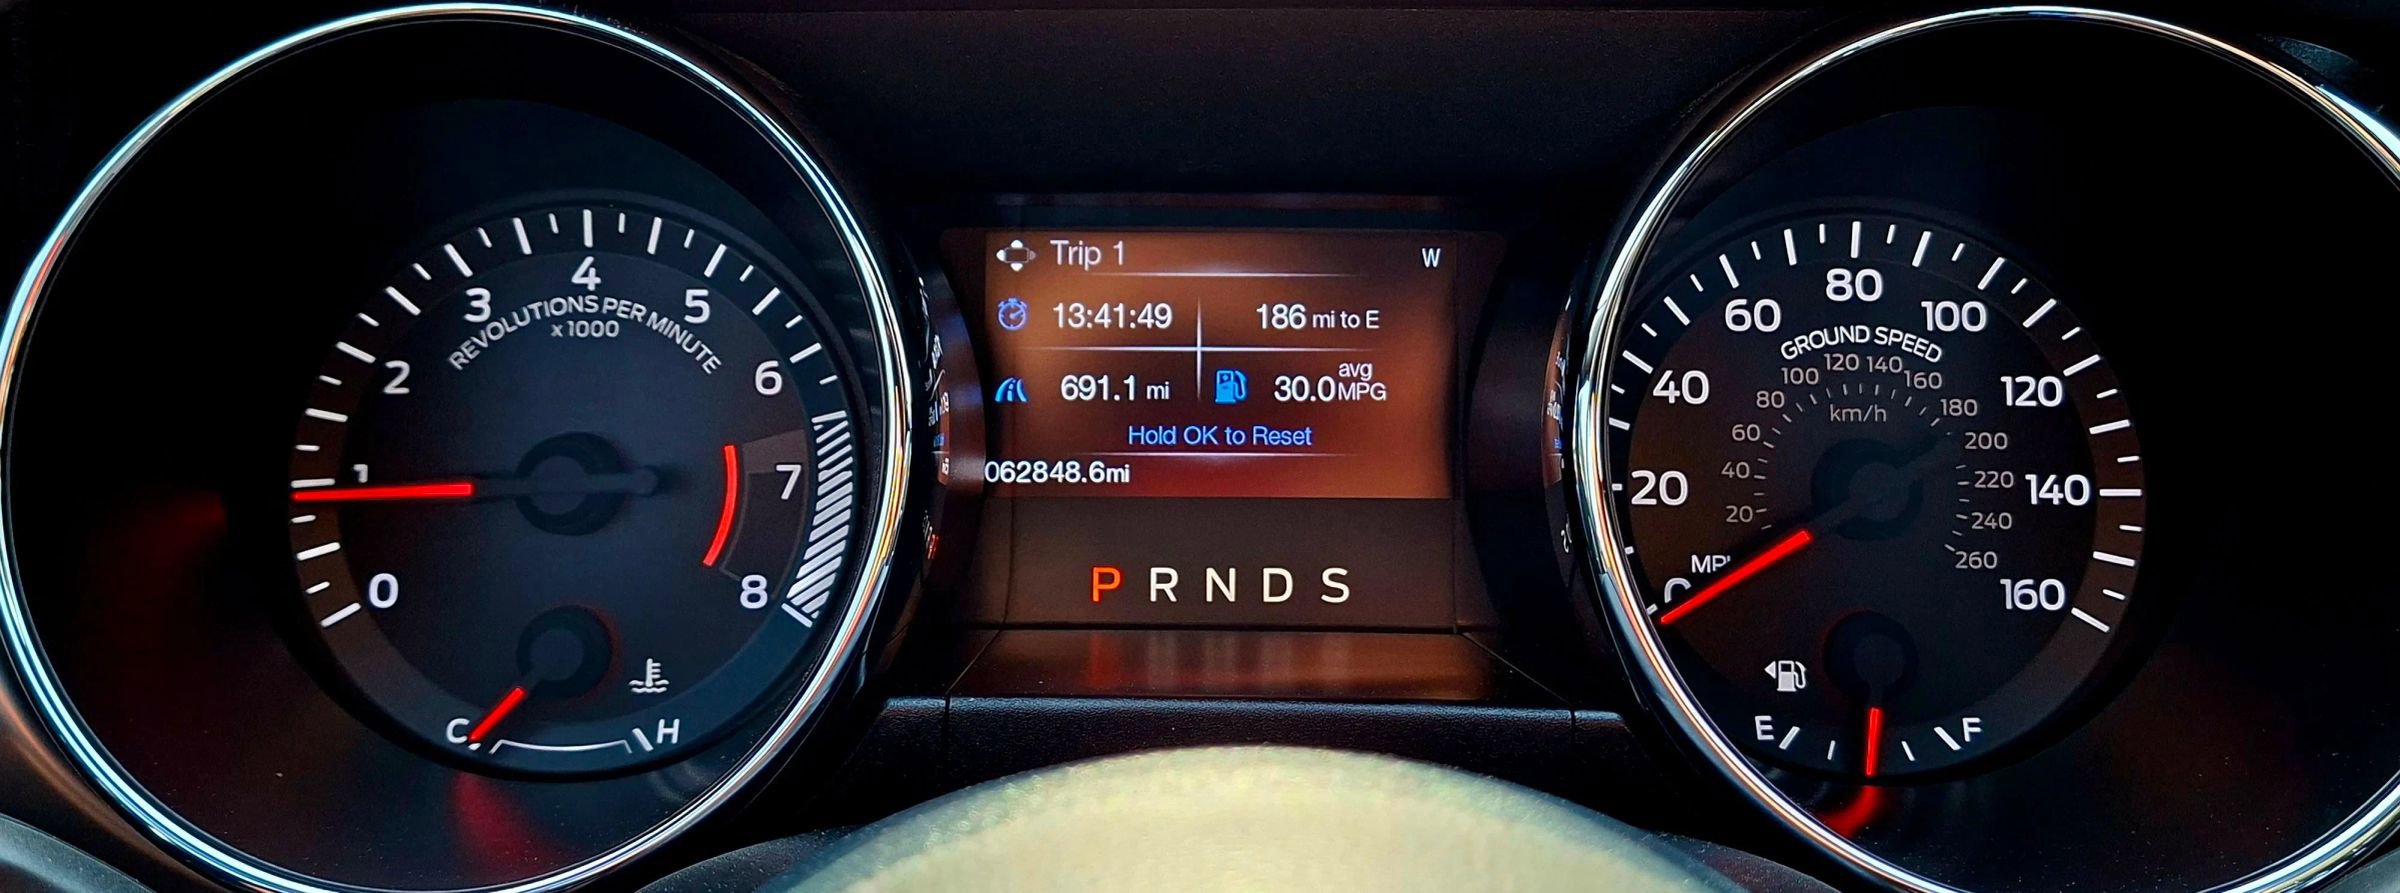 0
1
2
3
4
5
6
7
8
REVOLUTIONS PER MINUTE
x 1000
C
H
Trip 1
W
13:41:49
186 mi to E
691.1 mi
30.0 avg MPG
Hold OK to Reset
062848.6mi
P R N D S
20
40
60
80
100
120
140
160
GROUND SPEED
km/h
20
40
60
80
100
120
140
160
180
200
220
240
260
E
F